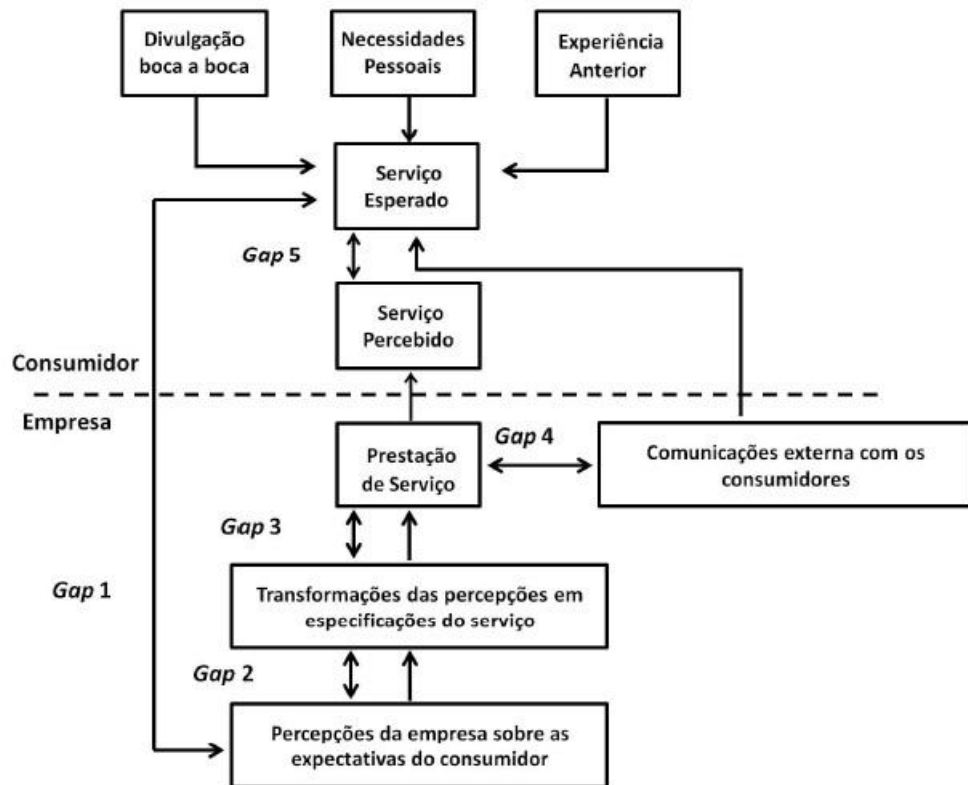 Divulgação
boca a boca
Necessidades
Pessoais
Experiência
Anterior
Serviço
Esperado
Gap 5
Serviço
Percebido
Consumidor
Empresa
Prestação
de Serviço
Gap 4
Comunicações externa com os
consumidores
Gap 3
Gap 1
Transformações das percepções em
especificações do serviço
Gap 2
Percepções da empresa sobre as
expectativas do consumidor